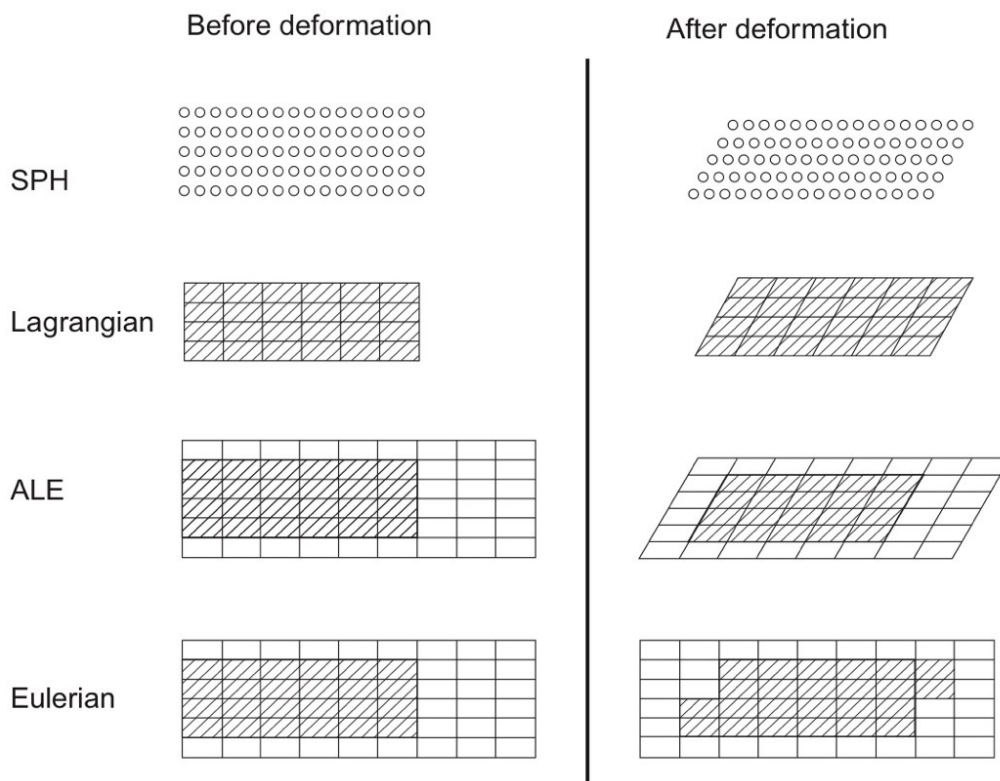 Before deformation
After deformation
SPH
Lagrangian
ALE
Eulerian